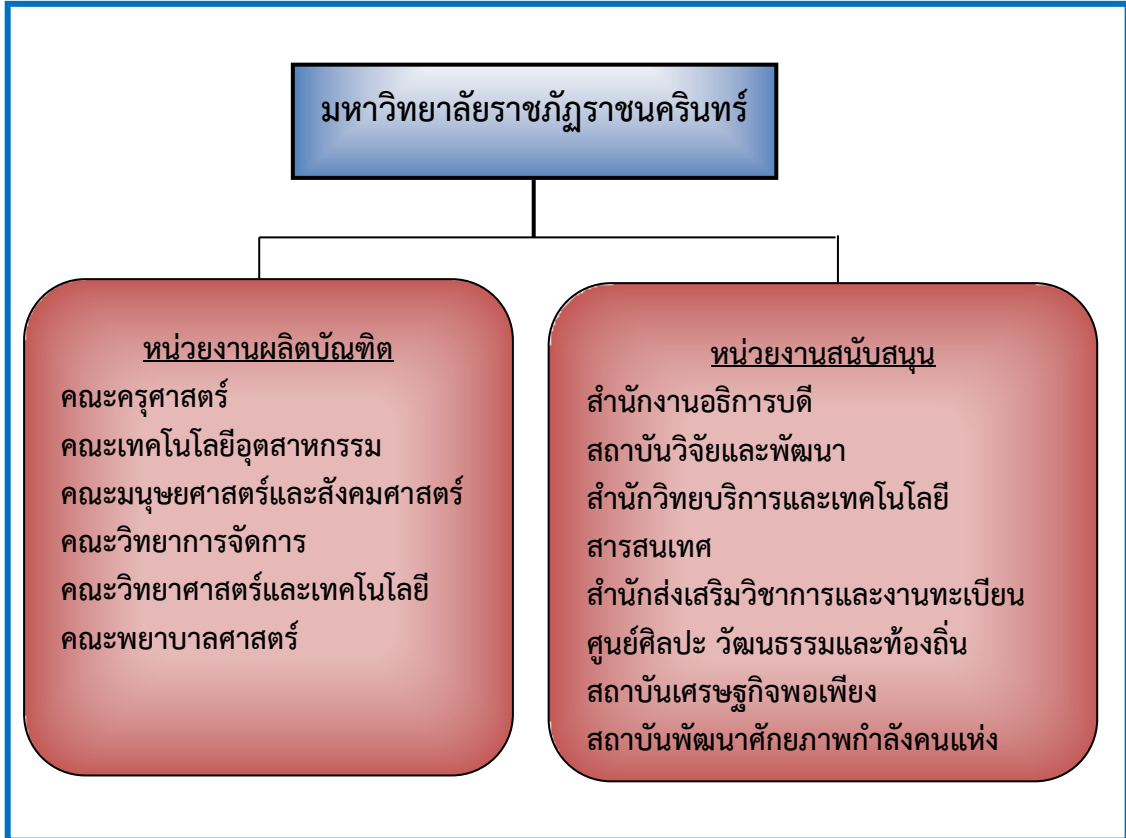 มหาวิทยาลัยราชภัฏราชนครินทร์
หน่วยงานผลิตบัณฑิต
คณะครุศาสตร์
คณะเทคโนโลยีอุตสาหกรรม
คณะมนุษยศาสตร์และสังคมศาสตร์
คณะวิทยาการจัดการ
คณะวิทยาศาสตร์และเทคโนโลยี
คณะพยาบาลศาสตร์
หน่วยงานสนับสนุน
สำนักงานอธิการบดี
สถาบันวิจัยและพัฒนา
สำนักวิทยบริการและเทคโนโลยี
สารสนเทศ
สำนักส่งเสริมวิชาการและงานทะเบียน
ศูนย์ศิลปะ วัฒนธรรมและท้องถิ่น
สถาบันเศรษฐกิจพอเพียง
สถาบันพัฒนาศักยภาพกำลังคนแห่ง